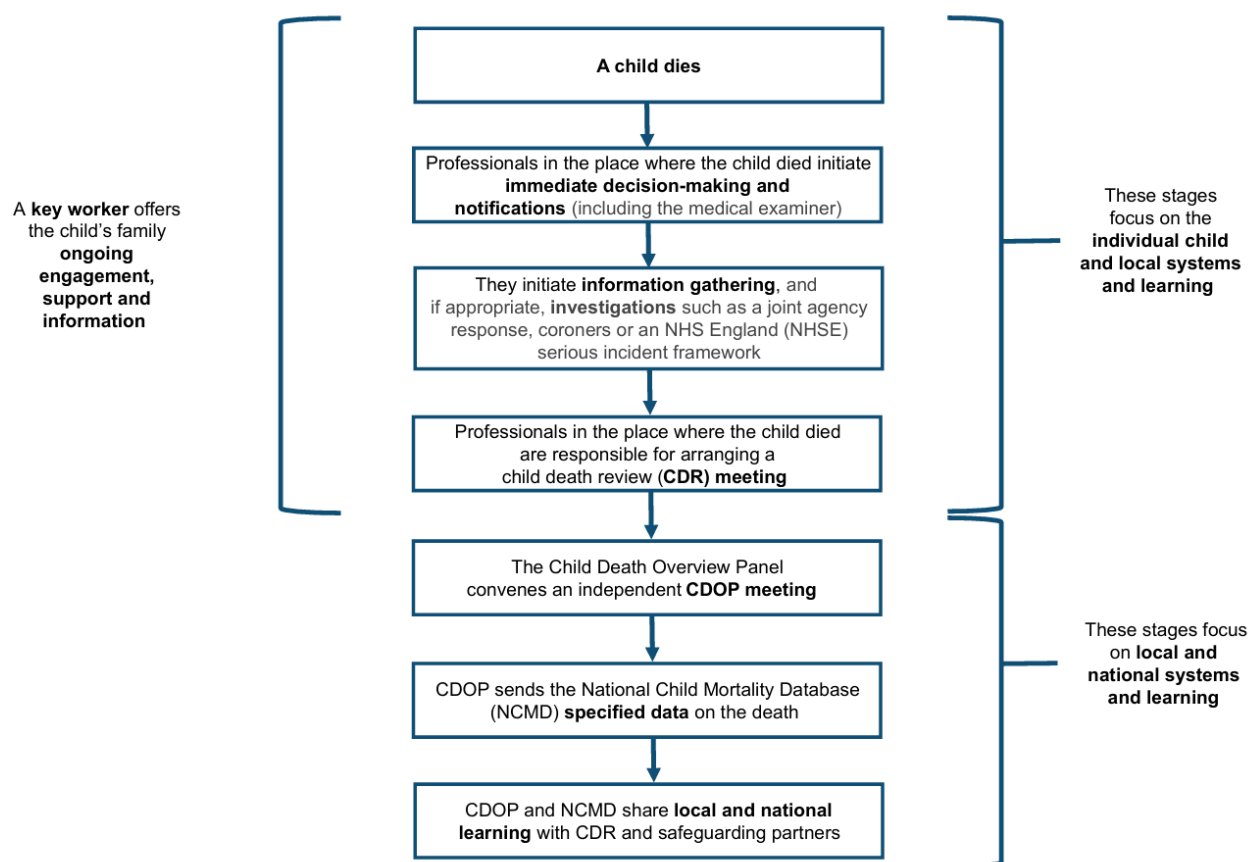 A child dies
Professionals in the place where the child died initiate
immediate decision-making and
notifications (including the medical examiner)
A key worker offers
the child's family
ongoing
engagement,
support and
information
These stages
focus on the
individual child
and local systems
and learning
They initiate information gathering, and
if appropriate, investigations such as a joint agency
response, coroners or an NHS England (NHSE)
serious incident framework
Professionals in the place where the child died
are responsible for arranging a
child death review (CDR) meeting
The Child Death Overview Panel
convenes an independent CDOP meeting
These stages focus
on local and
national systems
and learning
CDOP sends the National Child Mortality Database
(NCMD) specified data on the death
CDOP and NCMD share local and national
learning with CDR and safeguarding partners